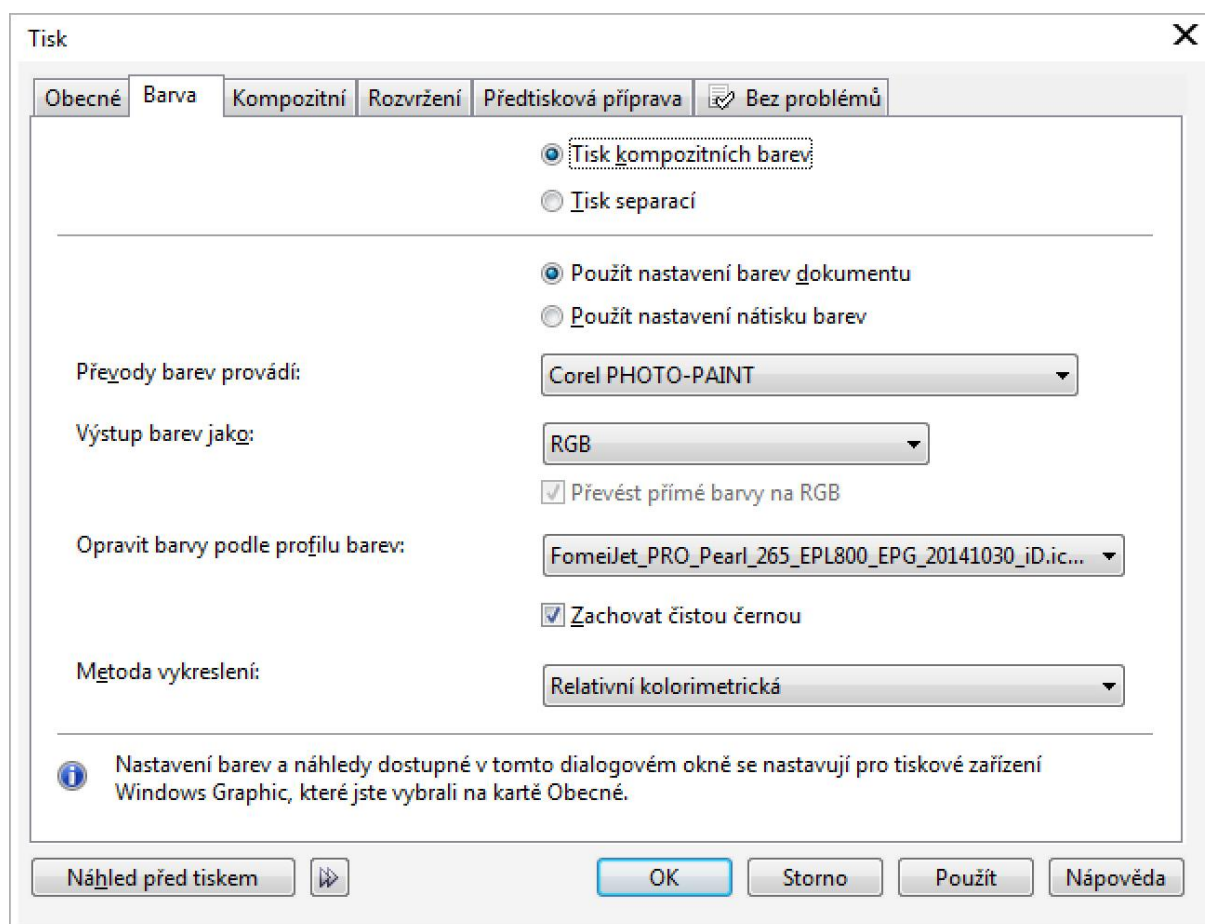 Tisk
Obecné Barva Kompozitní Rozvržení Předtisková příprava Bez problémů
Tisk kompozitních barev
Tisk separací
Použít nastavení barev dokumentu
Použít nastavení nátisku barev
Převody barev provádí: Corel PHOTO-PAINT
Výstup barev jako: RGB
Převést přímé barvy na RGB
Opravit barvy podle profilu barev: FomeiJet_PRO_Pearl_265_EPL800_EPG_20141030_iD.ic...
Zachovat čistou černou
Metoda vykreslení: Relativní kolorimetrická
Nastavení barev a náhledy dostupné v tomto dialogovém okně se nastavují pro tiskové zařízení
Windows Graphic, které jste vybrali na kartě Obecné.
Náhled před tiskem OK Storno Použít Nápověda